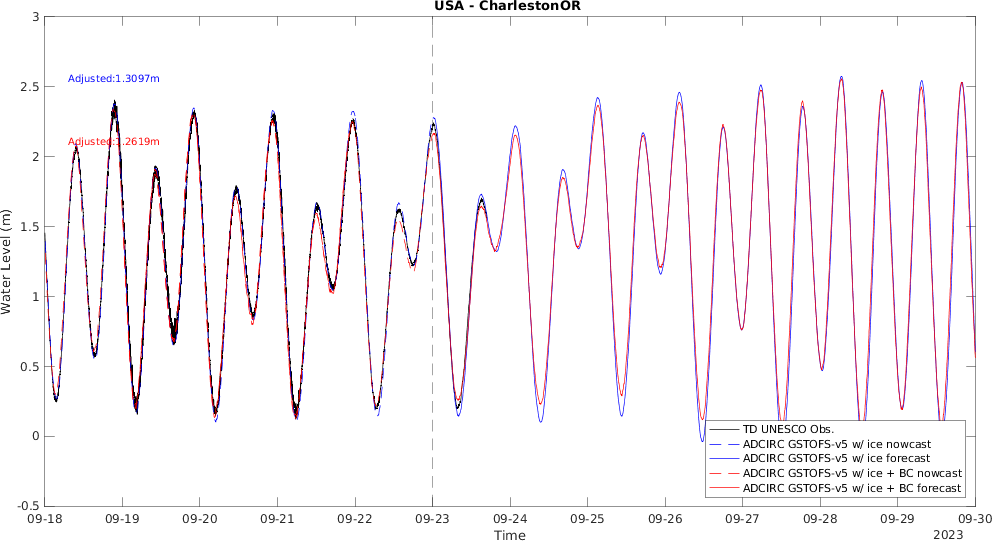 USA - CharlestonOR
3
2.5
2
1.5
1
0.5
0
-0.5
Water Level (m)
Adjusted:1.3097m
Adjusted:1.2619m
TD UNESCO Obs.
ADCIRC GSTOFS-v5 w/ ice nowcast
ADCIRC GSTOFS-v5 w/ ice forecast
ADCIRC GSTOFS-v5 w/ ice + BC nowcast
ADCIRC GSTOFS-v5 w/ ice + BC forecast
09-18 09-19 09-20 09-21 09-22 09-23 09-24 09-25 09-26 09-27 09-28 09-29 09-30
Time
2023